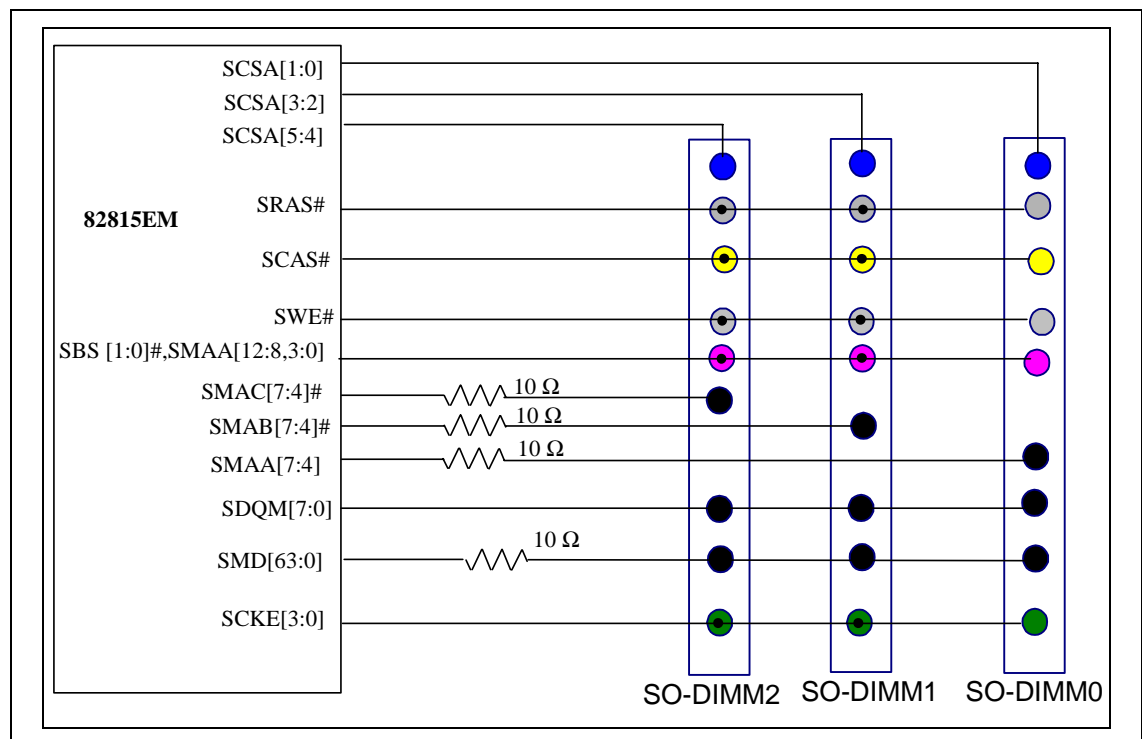 SCSA[1:0]
SCSA[3:2]
SCSA[5:4]
82815EM
SRAS#
SCAS#
SWE#
SBS [1:0]#,SMAA[12:8,3:0]
SMAC[7:4]# 10 Ω
SMAB[7:4]# 10 Ω
SMAA[7:4] 10 Ω
SDQM[7:0]
SMD[63:0] 10 Ω
SCKE[3:0]
SO-DIMM2 SO-DIMM1 SO-DIMM0